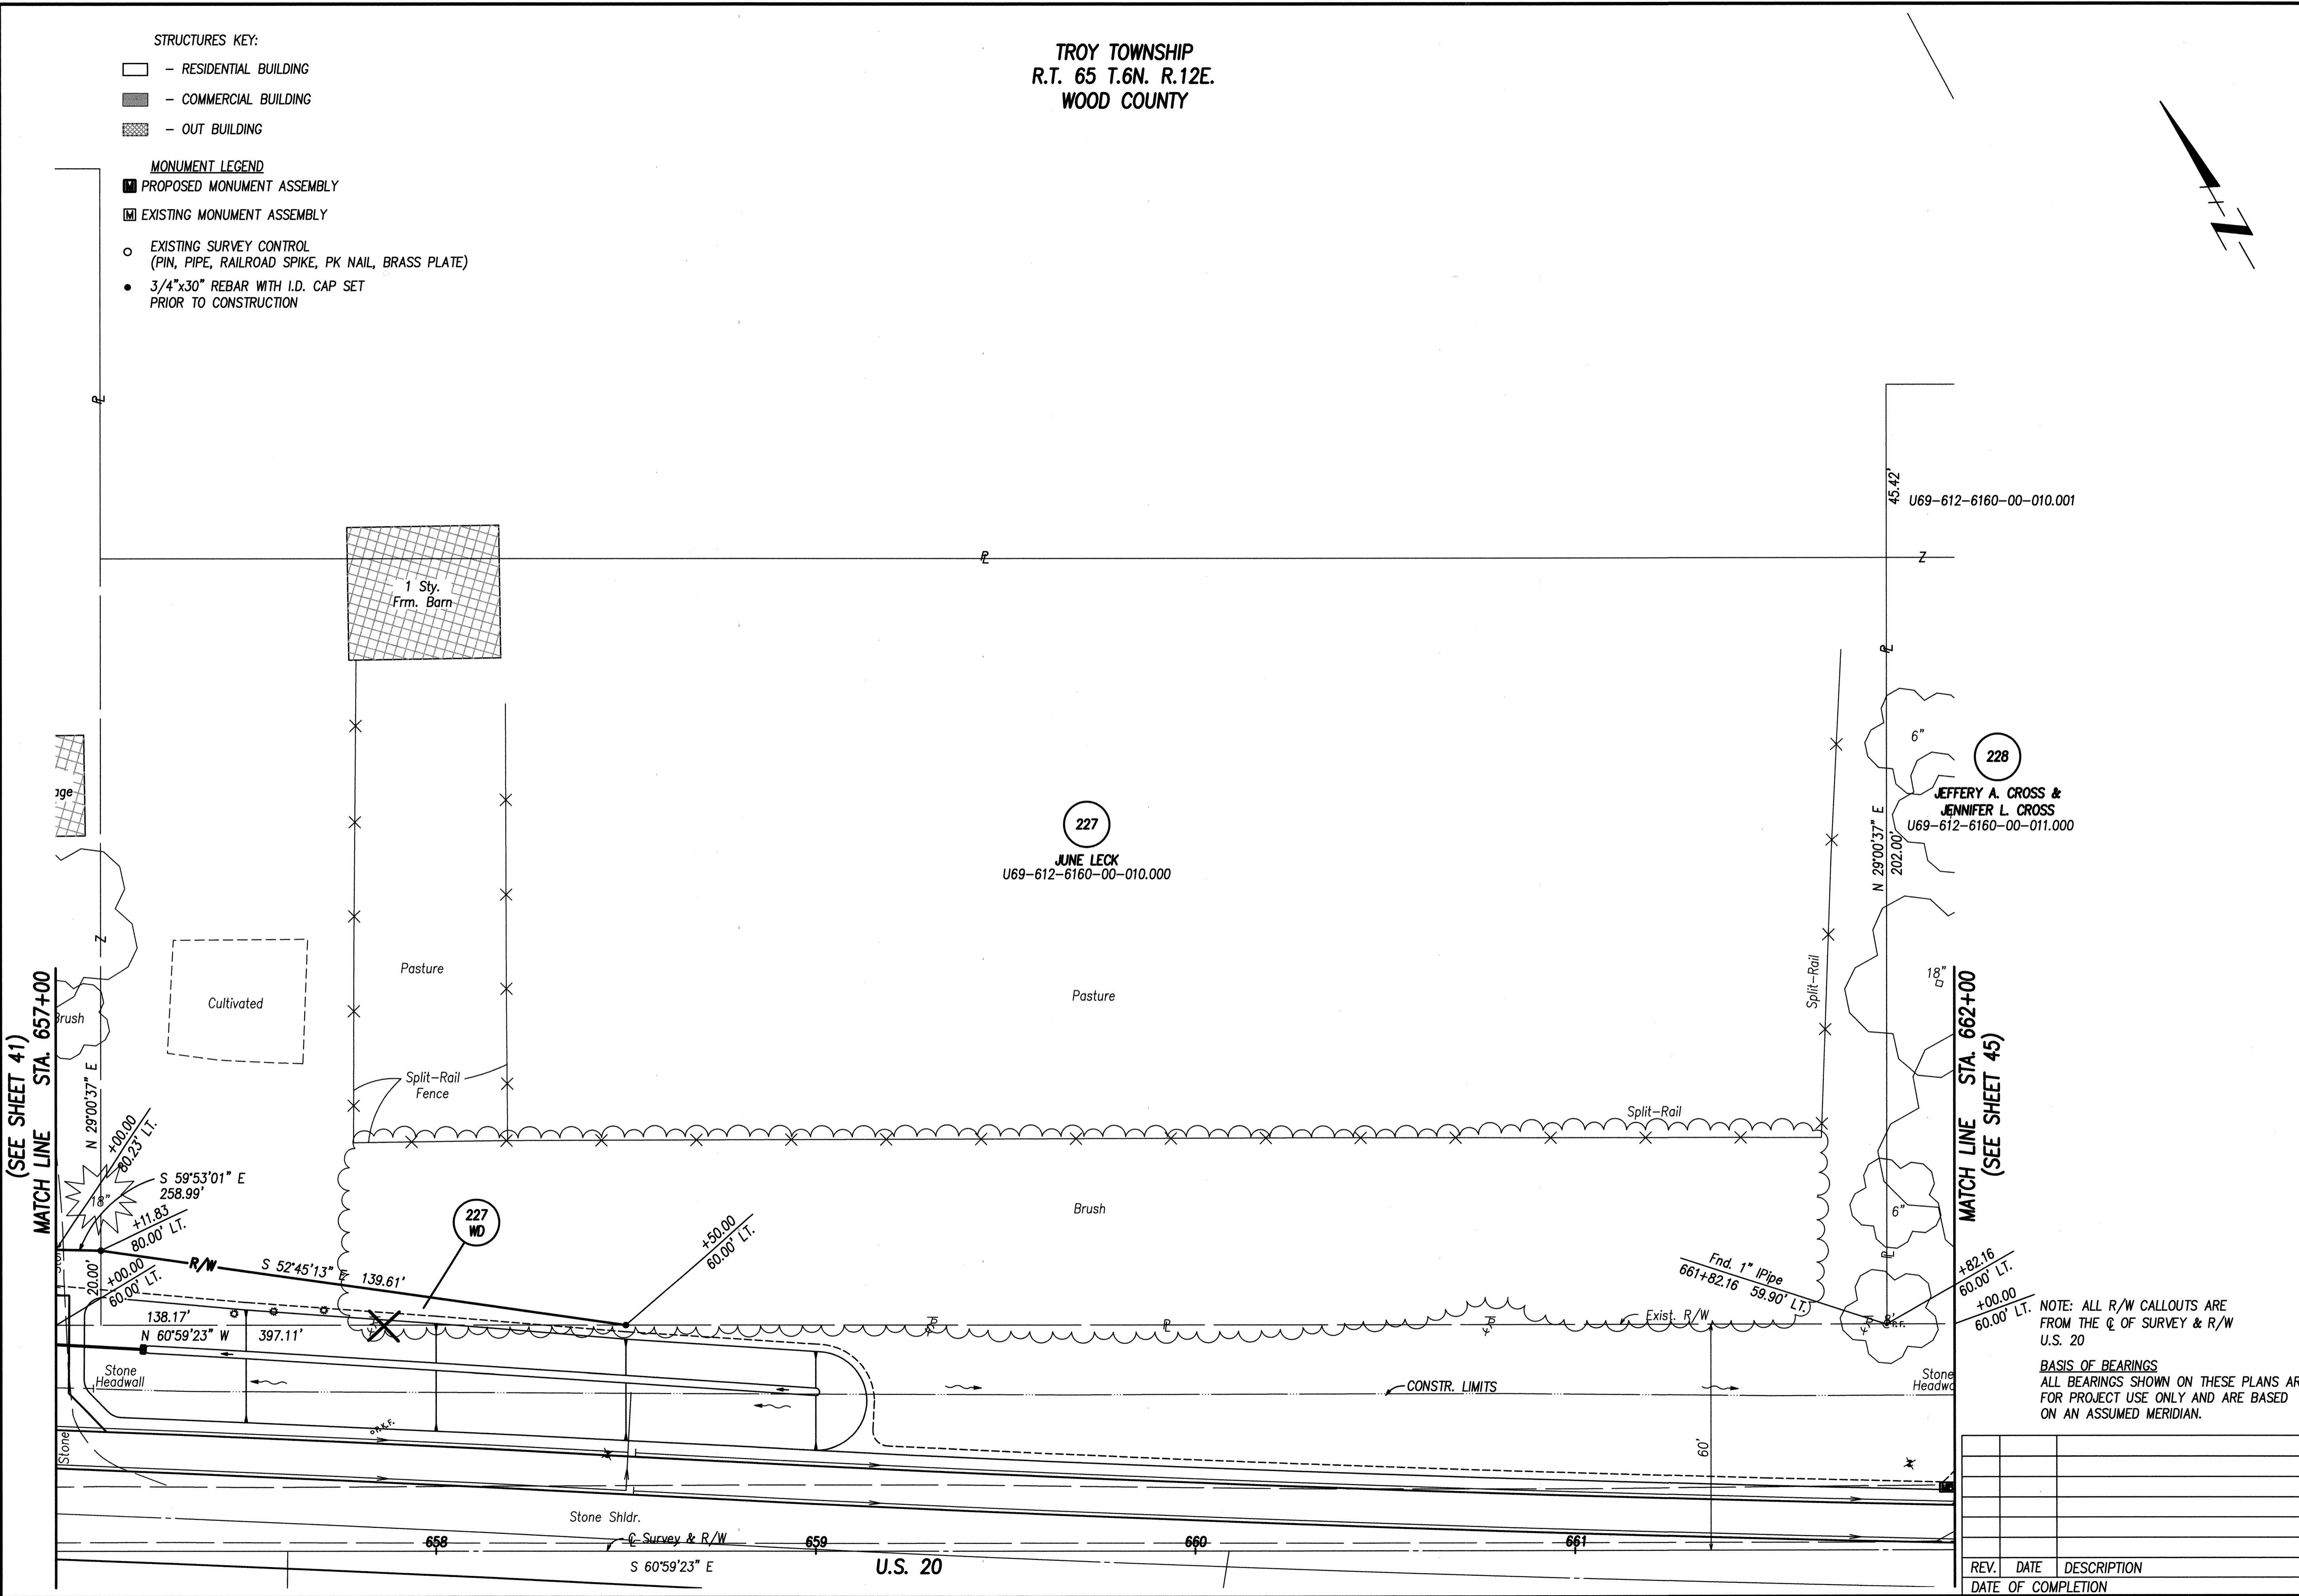 STRUCTURES KEY:
– RESIDENTIAL BUILDING
– COMMERCIAL BUILDING
– OUT BUILDING
MONUMENT LEGEND
M PROPOSED MONUMENT ASSEMBLY
M EXISTING MONUMENT ASSEMBLY
EXISTING SURVEY CONTROL
(PIN, PIPE, RAILROAD SPIKE, PK NAIL, BRASS PLATE)
3/4"x30" REBAR WITH I.D. CAP SET
PRIOR TO CONSTRUCTION
TROY TOWNSHIP
R.T. 65 T.6N. R.12E.
WOOD COUNTY
N
PL
PL
45.42'
U69-612-6160-00-010.001
Z
1 Sty.
Frm. Barn
PL
6"
228
JEFFERY A. CROSS &
JENNIFER L. CROSS
U69-612-6160-00-011.000
age
227
JUNE LECK
U69-612-6160-00-010.000
N 29°00'37" E
202.00'
Z
Pasture
Cultivated
Pasture
Split-Rail
18"
Brush
(SEE SHEET 41)
MATCH LINE STA. 657+00
MATCH LINE STA. 662+00
(SEE SHEET 45)
N 29°00'37" E
Split-Rail
Fence
Split-Rail
+00.00
80.23' LT.
S 59°53'01" E
258.99'
18"
+11.83
80.00' LT.
227
WD
Brush
6"
+50.00
60.00' LT.
R/W
S 52°45'13" E
139.61'
20.00'
+00.00
60.00' LT.
Fnd. 1" IPipe
661+82.16 59.90' LT.
+82.16
60.00' LT.
+00.00
60.00' LT.
138.17'
N 60°59'23" W 397.11'
PL
Exist. R/W
PL
NOTE: ALL R/W CALLOUTS ARE
FROM THE CL OF SURVEY & R/W
U.S. 20
BASIS OF BEARINGS
ALL BEARINGS SHOWN ON THESE PLANS AR
FOR PROJECT USE ONLY AND ARE BASED
ON AN ASSUMED MERIDIAN.
Stone
Headwall
CONSTR. LIMITS
Stone
Headwa
P.K.F.
Stone
60'
M
Stone Shldr.
CL Survey & R/W
658
659
660
661
S 60°59'23" E
U.S. 20
REV. DATE DESCRIPTION
DATE OF COMPLETION